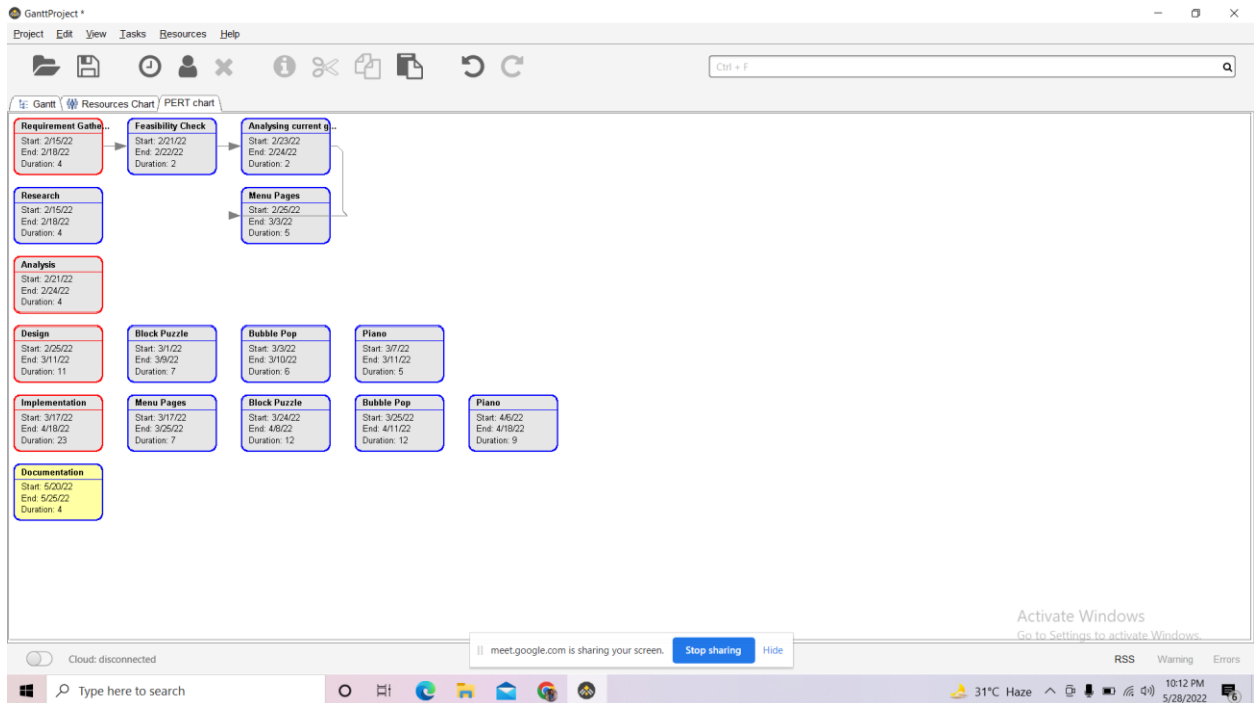 GanttProject *
Project Edit View Tasks Resources Help
Ctrl + F
Gantt Resources Chart PERT chart
Requirement Gathe...
Start: 2/15/22
End: 2/18/22
Duration: 4
Feasibility Check
Start: 2/21/22
End: 2/22/22
Duration: 2
Analysing current g...
Start: 2/23/22
End: 2/24/22
Duration: 2
Research
Start: 2/15/22
End: 2/18/22
Duration: 4
Menu Pages
Start: 2/25/22
End: 3/3/22
Duration: 5
Analysis
Start: 2/21/22
End: 2/24/22
Duration: 4
Design
Start: 2/25/22
End: 3/11/22
Duration: 11
Block Puzzle
Start: 3/1/22
End: 3/9/22
Duration: 7
Bubble Pop
Start: 3/3/22
End: 3/10/22
Duration: 6
Piano
Start: 3/7/22
End: 3/11/22
Duration: 5
Implementation
Start: 3/17/22
End: 4/18/22
Duration: 23
Menu Pages
Start: 3/17/22
End: 3/25/22
Duration: 7
Block Puzzle
Start: 3/24/22
End: 4/8/22
Duration: 12
Bubble Pop
Start: 3/25/22
End: 4/11/22
Duration: 12
Piano
Start: 4/6/22
End: 4/18/22
Duration: 9
Documentation
Start: 5/20/22
End: 5/25/22
Duration: 4
Activate Windows
Go to Settings to activate Windows.
meet.google.com is sharing your screen. Stop sharing Hide
Cloud: disconnected
RSS Warning Errors
Type here to search
31°C Haze
10:12 PM
5/28/2022
6